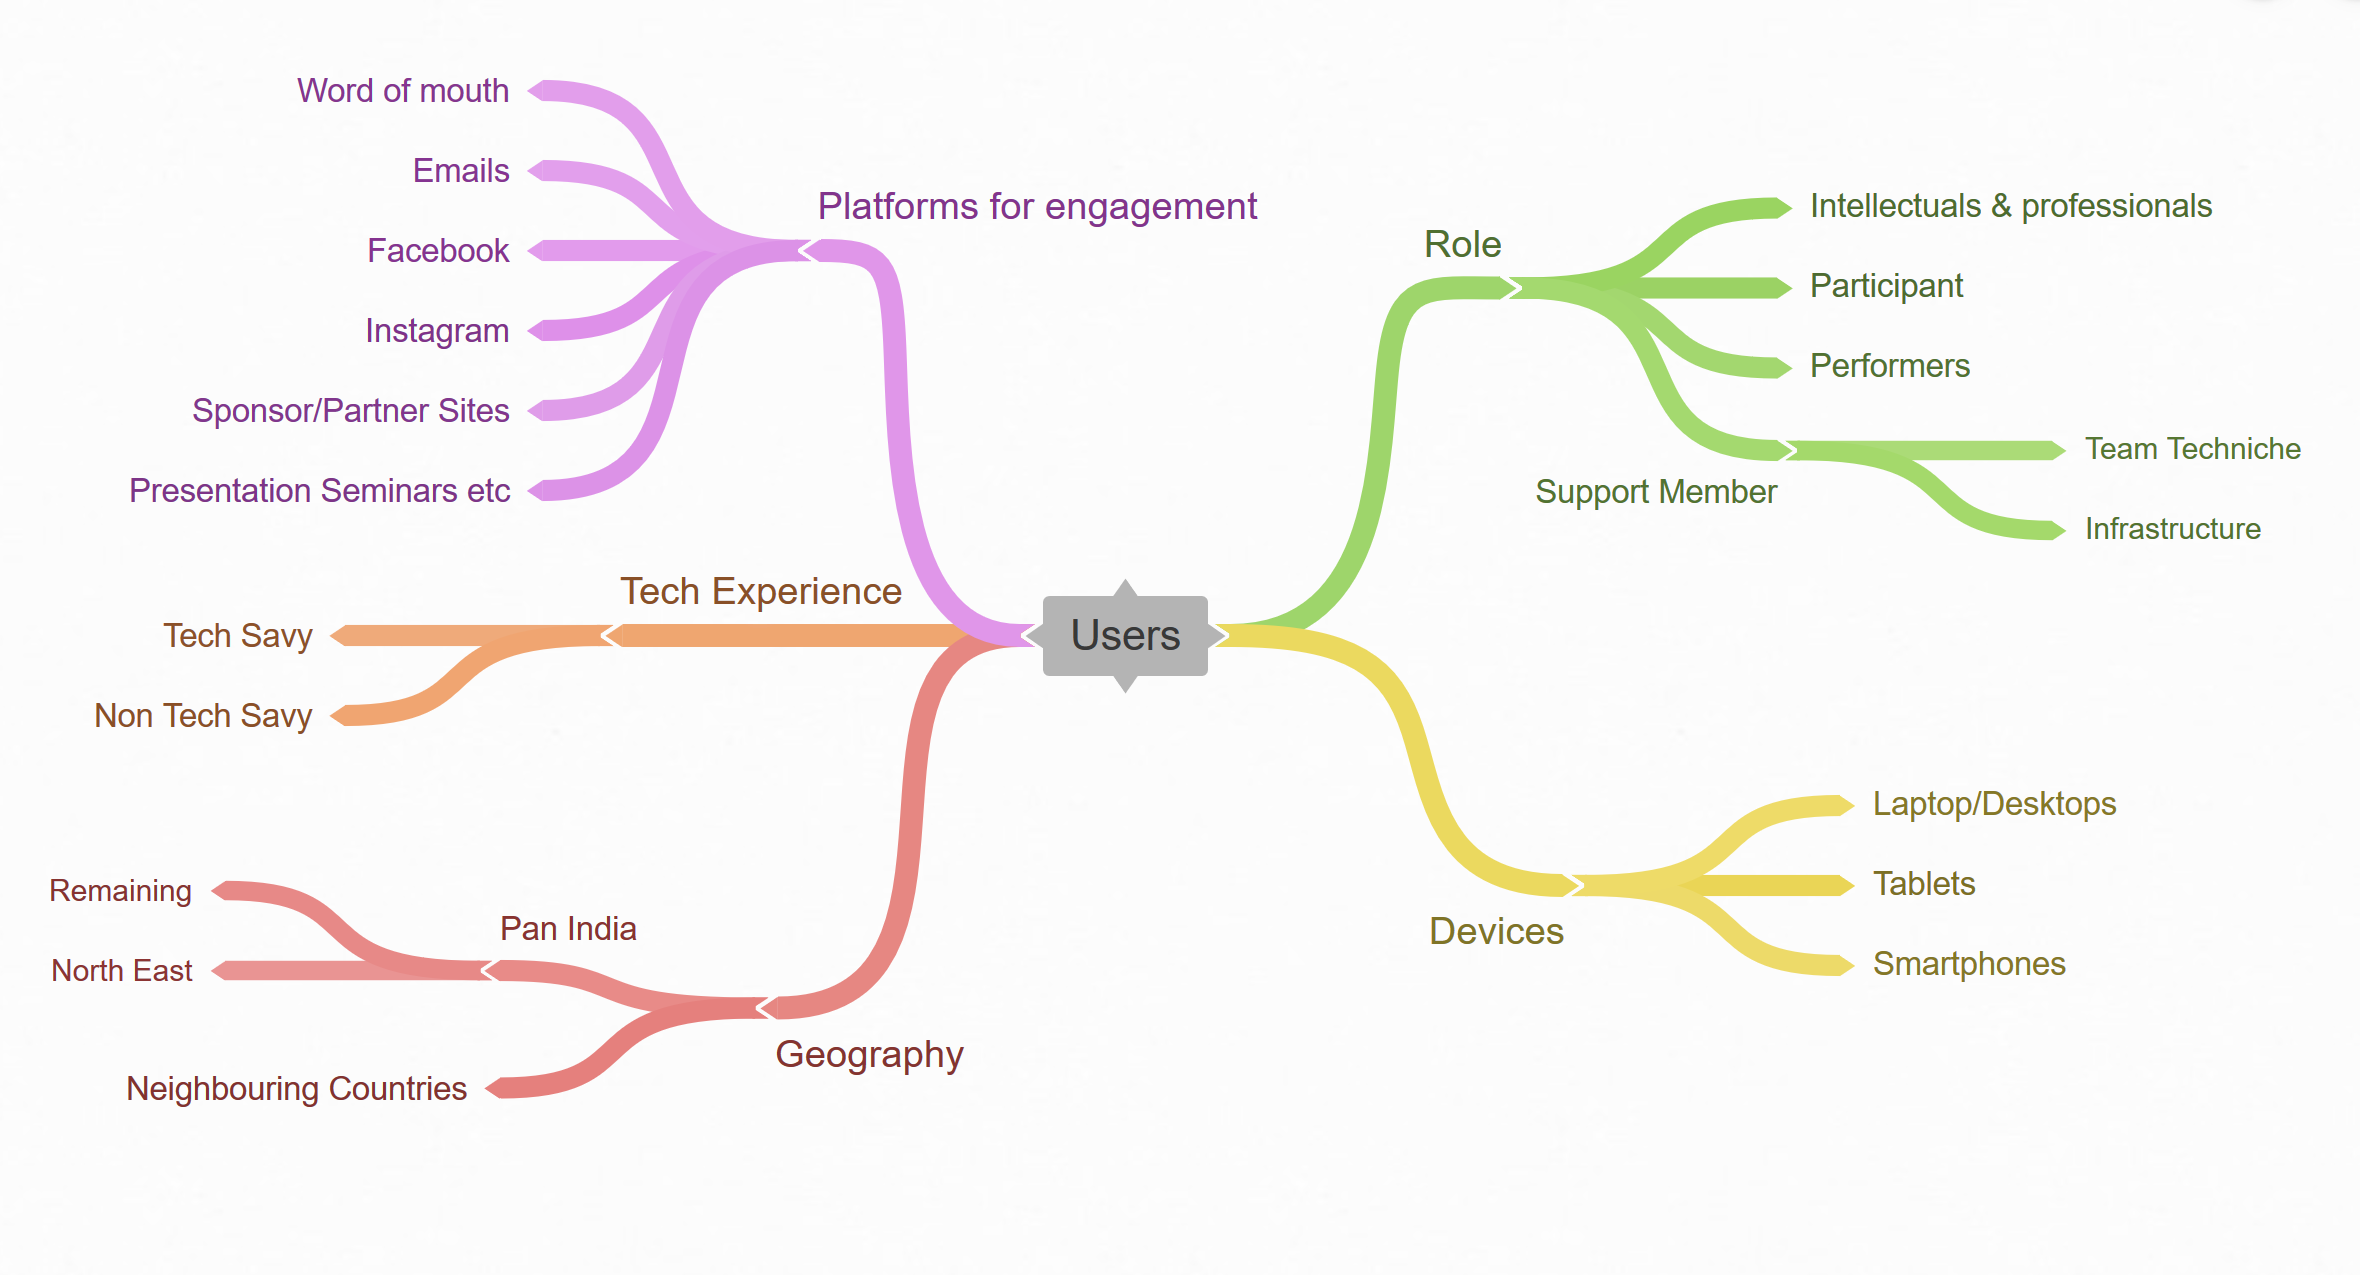 Users
Platforms for engagement
Word of mouth
Emails
Facebook
Instagram
Sponsor/Partner Sites
Presentation Seminars etc
Tech Experience
Tech Savy
Non Tech Savy
Geography
Pan India
Remaining
North East
Neighbouring Countries
Role
Intellectuals & professionals
Participant
Performers
Support Member
Team Techniche
Infrastructure
Devices
Laptop/Desktops
Tablets
Smartphones